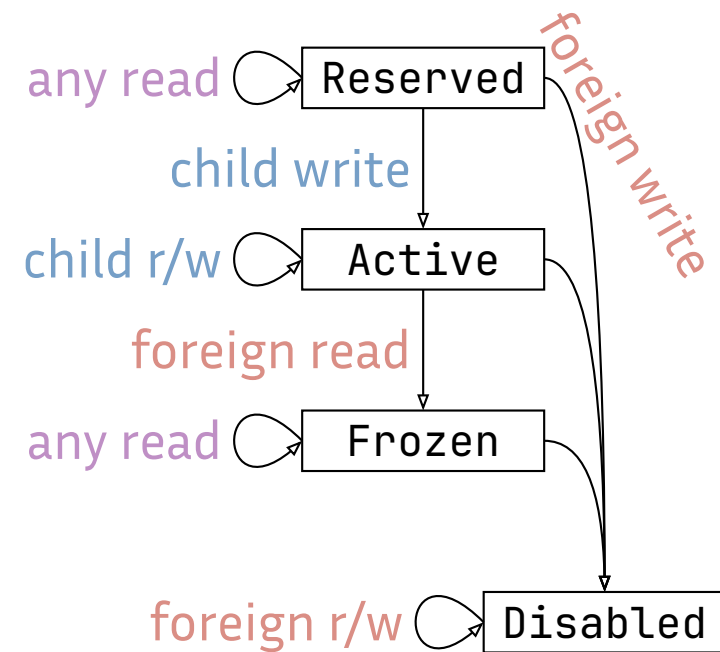 any read
Reserved
foreign write
child write
child r/w
Active
foreign read
any read
Frozen
foreign r/w
Disabled